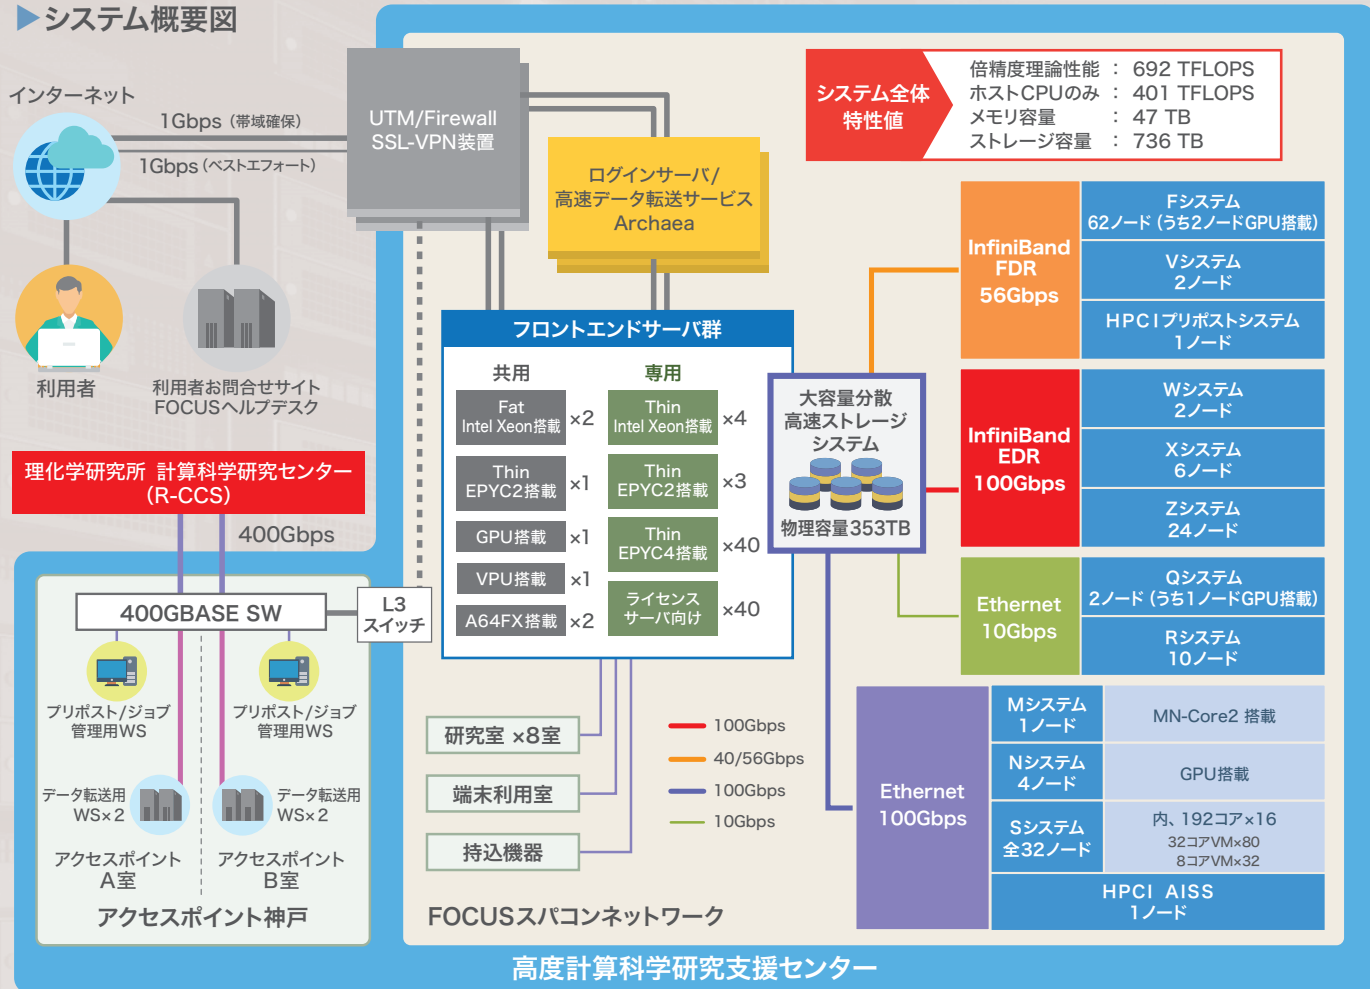 ▶システム概要図
インターネット
1Gbps（帯域確保）
1Gbps（ベストエフォート）
UTM/Firewall
SSL-VPN装置
ログインサーバ/
高速データ転送サービス
Archaea
システム全体
特性値
倍精度理論性能 ： 692 TFLOPS
ホストCPUのみ ： 401 TFLOPS
メモリ容量 ： 47 TB
ストレージ容量 ： 736 TB
利用者
利用者お問合せサイト
FOCUSヘルプデスク
理化学研究所 計算科学研究センター
（R-CCS）
400Gbps
400GBASE SW
L3
スイッチ
プリポスト/ジョブ
管理用WS
プリポスト/ジョブ
管理用WS
データ転送用
WS×2
データ転送用
WS×2
アクセスポイント
A室
アクセスポイント
B室
アクセスポイント神戸
フロントエンドサーバ群
共用
Fat
Intel Xeon搭載 ×2
Thin
EPYC2搭載 ×1
GPU搭載 ×1
VPU搭載 ×1
A64FX搭載 ×2
専用
Thin
Intel Xeon搭載 ×4
Thin
EPYC2搭載 ×3
Thin
EPYC4搭載 ×40
ライセンス
サーバ向け ×40
大容量分散
高速ストレージ
システム
物理容量353TB
研究室 ×8室
端末利用室
持込機器
100Gbps
40/56Gbps
100Gbps
10Gbps
FOCUSスパコンネットワーク
InfiniBand
FDR
56Gbps
Fシステム
62ノード（うち2ノードGPU搭載）
Vシステム
2ノード
HPCIプリポストシステム
1ノード
InfiniBand
EDR
100Gbps
Wシステム
2ノード
Xシステム
6ノード
Zシステム
24ノード
Ethernet
10Gbps
Qシステム
2ノード（うち1ノードGPU搭載）
Rシステム
10ノード
Ethernet
100Gbps
Mシステム
1ノード
MN-Core2 搭載
Nシステム
4ノード
GPU搭載
Sシステム
全32ノード
内、192コア×16
32コアVM×80
8コアVM×32
HPCI AISS
1ノード
高度計算科学研究支援センター